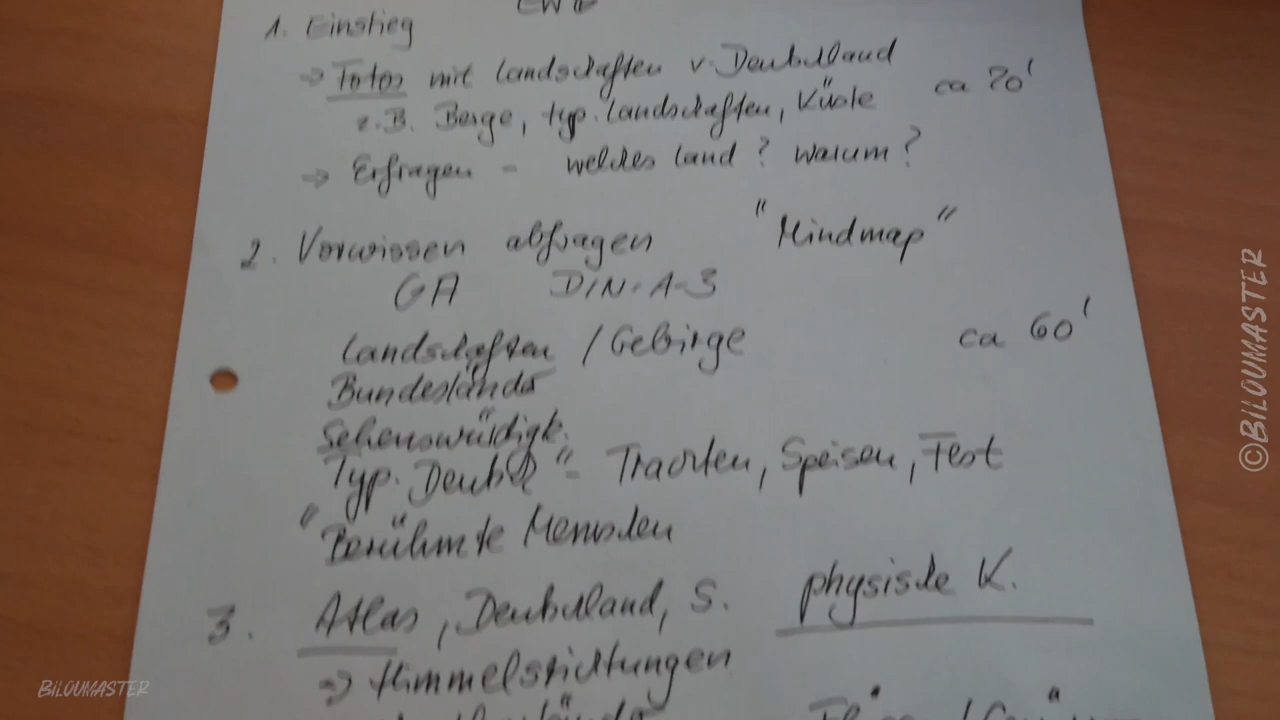 1. Einstieg
⇒ Fotos mit Landschaften v. Deutschland
z.B. Berge, typ. Landschaften, Küste ca 20'
⇒ Erfragen - welches Land? warum?
2. Vorwissen abfragen "Mindmap"
GA DIN-A-3
Landschaften / Gebirge
ca 60'
Bundesländer
Sehenswürdigk.
"Typ. Deutsch" - Trachten, Speisen, Fest
Berühmte Menschen
3. Atlas, Deutschland, S. physische K.
⇒ Himmelsrichtungen
©BILOUMASTER
BILOUMASTER